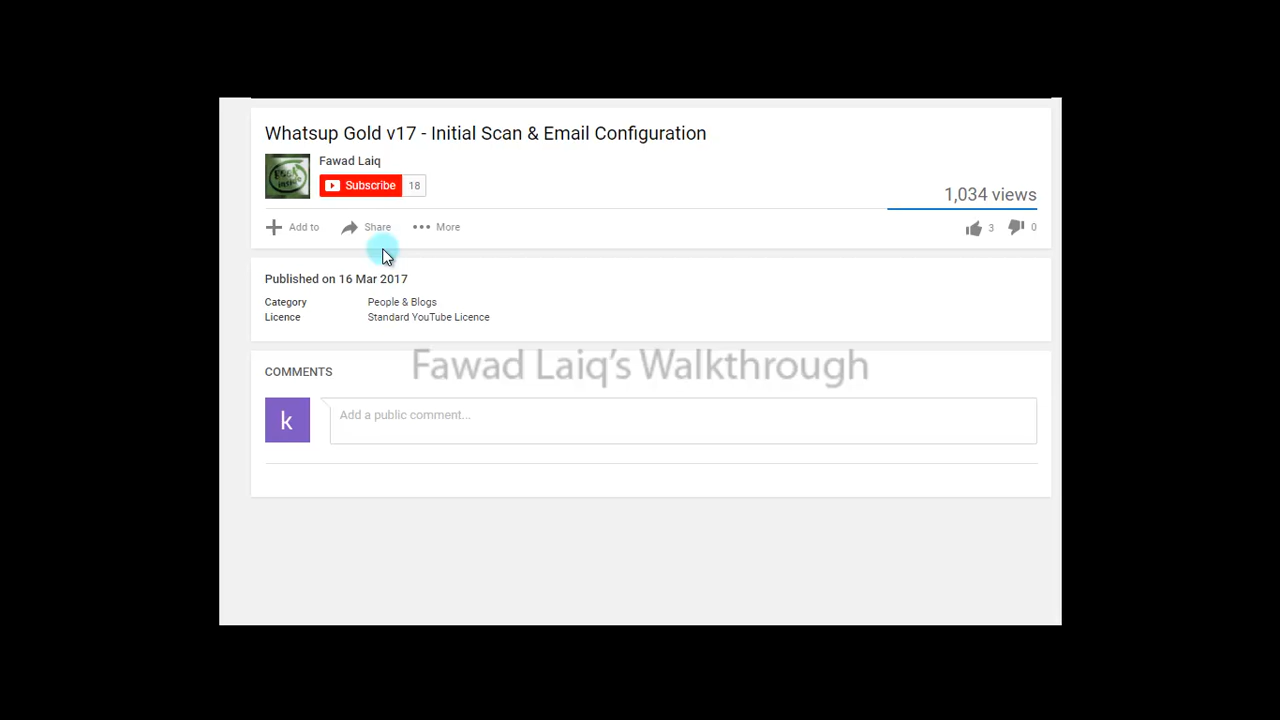 Whatsup Gold v17 - Initial Scan & Email Configuration
Fawad Laiq
Subscribe 18
1,034 views
Add to Share More 3 0
Published on 16 Mar 2017
Category People & Blogs
Licence Standard YouTube Licence
Fawad Laiq's Walkthrough
COMMENTS
k Add a public comment...